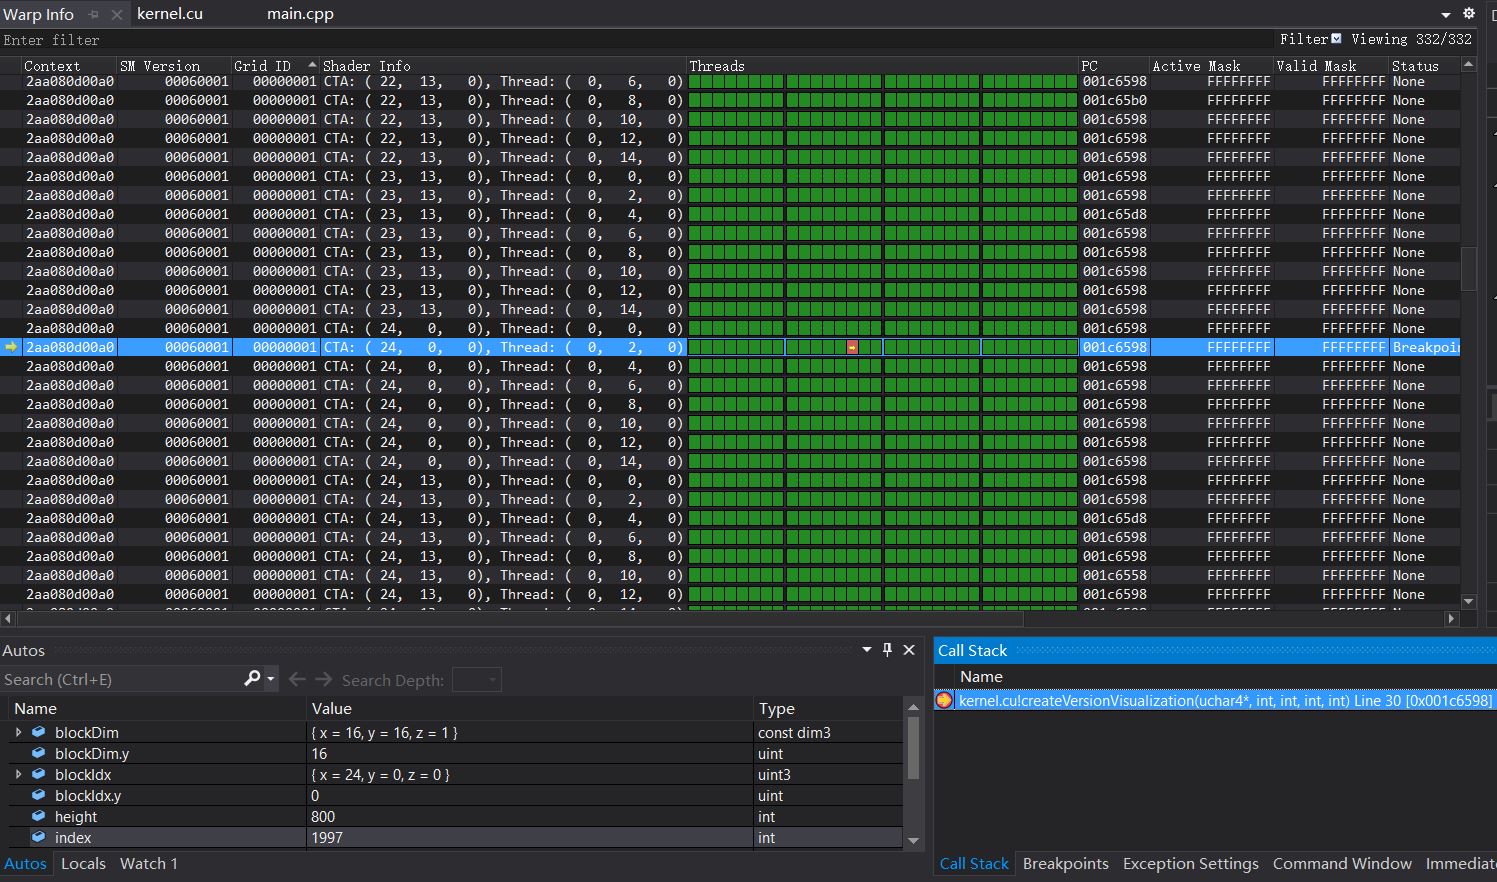 Warp Info kernel.cu main.cpp
Enter filter Filter Viewing 332/332
Context SM Version Grid ID Shader Info Threads PC Active Mask Valid Mask Status
2aa080d00a0 00060001 00000001 CTA: ( 22, 13, 0), Thread: ( 0, 6, 0) 001c6598 FFFFFFFF FFFFFFFF None
2aa080d00a0 00060001 00000001 CTA: ( 22, 13, 0), Thread: ( 0, 8, 0) 001c65b0 FFFFFFFF FFFFFFFF None
2aa080d00a0 00060001 00000001 CTA: ( 22, 13, 0), Thread: ( 0, 10, 0) 001c6598 FFFFFFFF FFFFFFFF None
2aa080d00a0 00060001 00000001 CTA: ( 22, 13, 0), Thread: ( 0, 12, 0) 001c6598 FFFFFFFF FFFFFFFF None
2aa080d00a0 00060001 00000001 CTA: ( 22, 13, 0), Thread: ( 0, 14, 0) 001c6598 FFFFFFFF FFFFFFFF None
2aa080d00a0 00060001 00000001 CTA: ( 23, 13, 0), Thread: ( 0, 0, 0) 001c6598 FFFFFFFF FFFFFFFF None
2aa080d00a0 00060001 00000001 CTA: ( 23, 13, 0), Thread: ( 0, 2, 0) 001c6598 FFFFFFFF FFFFFFFF None
2aa080d00a0 00060001 00000001 CTA: ( 23, 13, 0), Thread: ( 0, 4, 0) 001c65d8 FFFFFFFF FFFFFFFF None
2aa080d00a0 00060001 00000001 CTA: ( 23, 13, 0), Thread: ( 0, 6, 0) 001c6598 FFFFFFFF FFFFFFFF None
2aa080d00a0 00060001 00000001 CTA: ( 23, 13, 0), Thread: ( 0, 8, 0) 001c6598 FFFFFFFF FFFFFFFF None
2aa080d00a0 00060001 00000001 CTA: ( 23, 13, 0), Thread: ( 0, 10, 0) 001c6598 FFFFFFFF FFFFFFFF None
2aa080d00a0 00060001 00000001 CTA: ( 23, 13, 0), Thread: ( 0, 12, 0) 001c6598 FFFFFFFF FFFFFFFF None
2aa080d00a0 00060001 00000001 CTA: ( 23, 13, 0), Thread: ( 0, 14, 0) 001c6598 FFFFFFFF FFFFFFFF None
2aa080d00a0 00060001 00000001 CTA: ( 24, 0, 0), Thread: ( 0, 0, 0) 001c6598 FFFFFFFF FFFFFFFF None
2aa080d00a0 00060001 00000001 CTA: ( 24, 0, 0), Thread: ( 0, 2, 0) 001c6598 FFFFFFFF FFFFFFFF Breakpoin
2aa080d00a0 00060001 00000001 CTA: ( 24, 0, 0), Thread: ( 0, 4, 0) 001c6598 FFFFFFFF FFFFFFFF None
2aa080d00a0 00060001 00000001 CTA: ( 24, 0, 0), Thread: ( 0, 6, 0) 001c6598 FFFFFFFF FFFFFFFF None
2aa080d00a0 00060001 00000001 CTA: ( 24, 0, 0), Thread: ( 0, 8, 0) 001c6598 FFFFFFFF FFFFFFFF None
2aa080d00a0 00060001 00000001 CTA: ( 24, 0, 0), Thread: ( 0, 10, 0) 001c6598 FFFFFFFF FFFFFFFF None
2aa080d00a0 00060001 00000001 CTA: ( 24, 0, 0), Thread: ( 0, 12, 0) 001c6598 FFFFFFFF FFFFFFFF None
2aa080d00a0 00060001 00000001 CTA: ( 24, 0, 0), Thread: ( 0, 14, 0) 001c6598 FFFFFFFF FFFFFFFF None
2aa080d00a0 00060001 00000001 CTA: ( 24, 13, 0), Thread: ( 0, 0, 0) 001c6598 FFFFFFFF FFFFFFFF None
2aa080d00a0 00060001 00000001 CTA: ( 24, 13, 0), Thread: ( 0, 2, 0) 001c6598 FFFFFFFF FFFFFFFF None
2aa080d00a0 00060001 00000001 CTA: ( 24, 13, 0), Thread: ( 0, 4, 0) 001c65d8 FFFFFFFF FFFFFFFF None
2aa080d00a0 00060001 00000001 CTA: ( 24, 13, 0), Thread: ( 0, 6, 0) 001c6598 FFFFFFFF FFFFFFFF None
2aa080d00a0 00060001 00000001 CTA: ( 24, 13, 0), Thread: ( 0, 8, 0) 001c6598 FFFFFFFF FFFFFFFF None
2aa080d00a0 00060001 00000001 CTA: ( 24, 13, 0), Thread: ( 0, 10, 0) 001c6558 FFFFFFFF FFFFFFFF None
2aa080d00a0 00060001 00000001 CTA: ( 24, 13, 0), Thread: ( 0, 12, 0) 001c6598 FFFFFFFF FFFFFFFF None
Autos
Search (Ctrl+E) Search Depth:
Name Value Type
blockDim { x = 16, y = 16, z = 1 } const dim3
blockDim.y 16 uint
blockIdx { x = 24, y = 0, z = 0 } uint3
blockIdx.y 0 uint
height 800 int
index 1997 int
Autos Locals Watch 1
Call Stack
Name
kernel.cu!createVersionVisualization(uchar4*, int, int, int, int) Line 30 [0x001c6598]
Call Stack Breakpoints Exception Settings Command Window Immediat